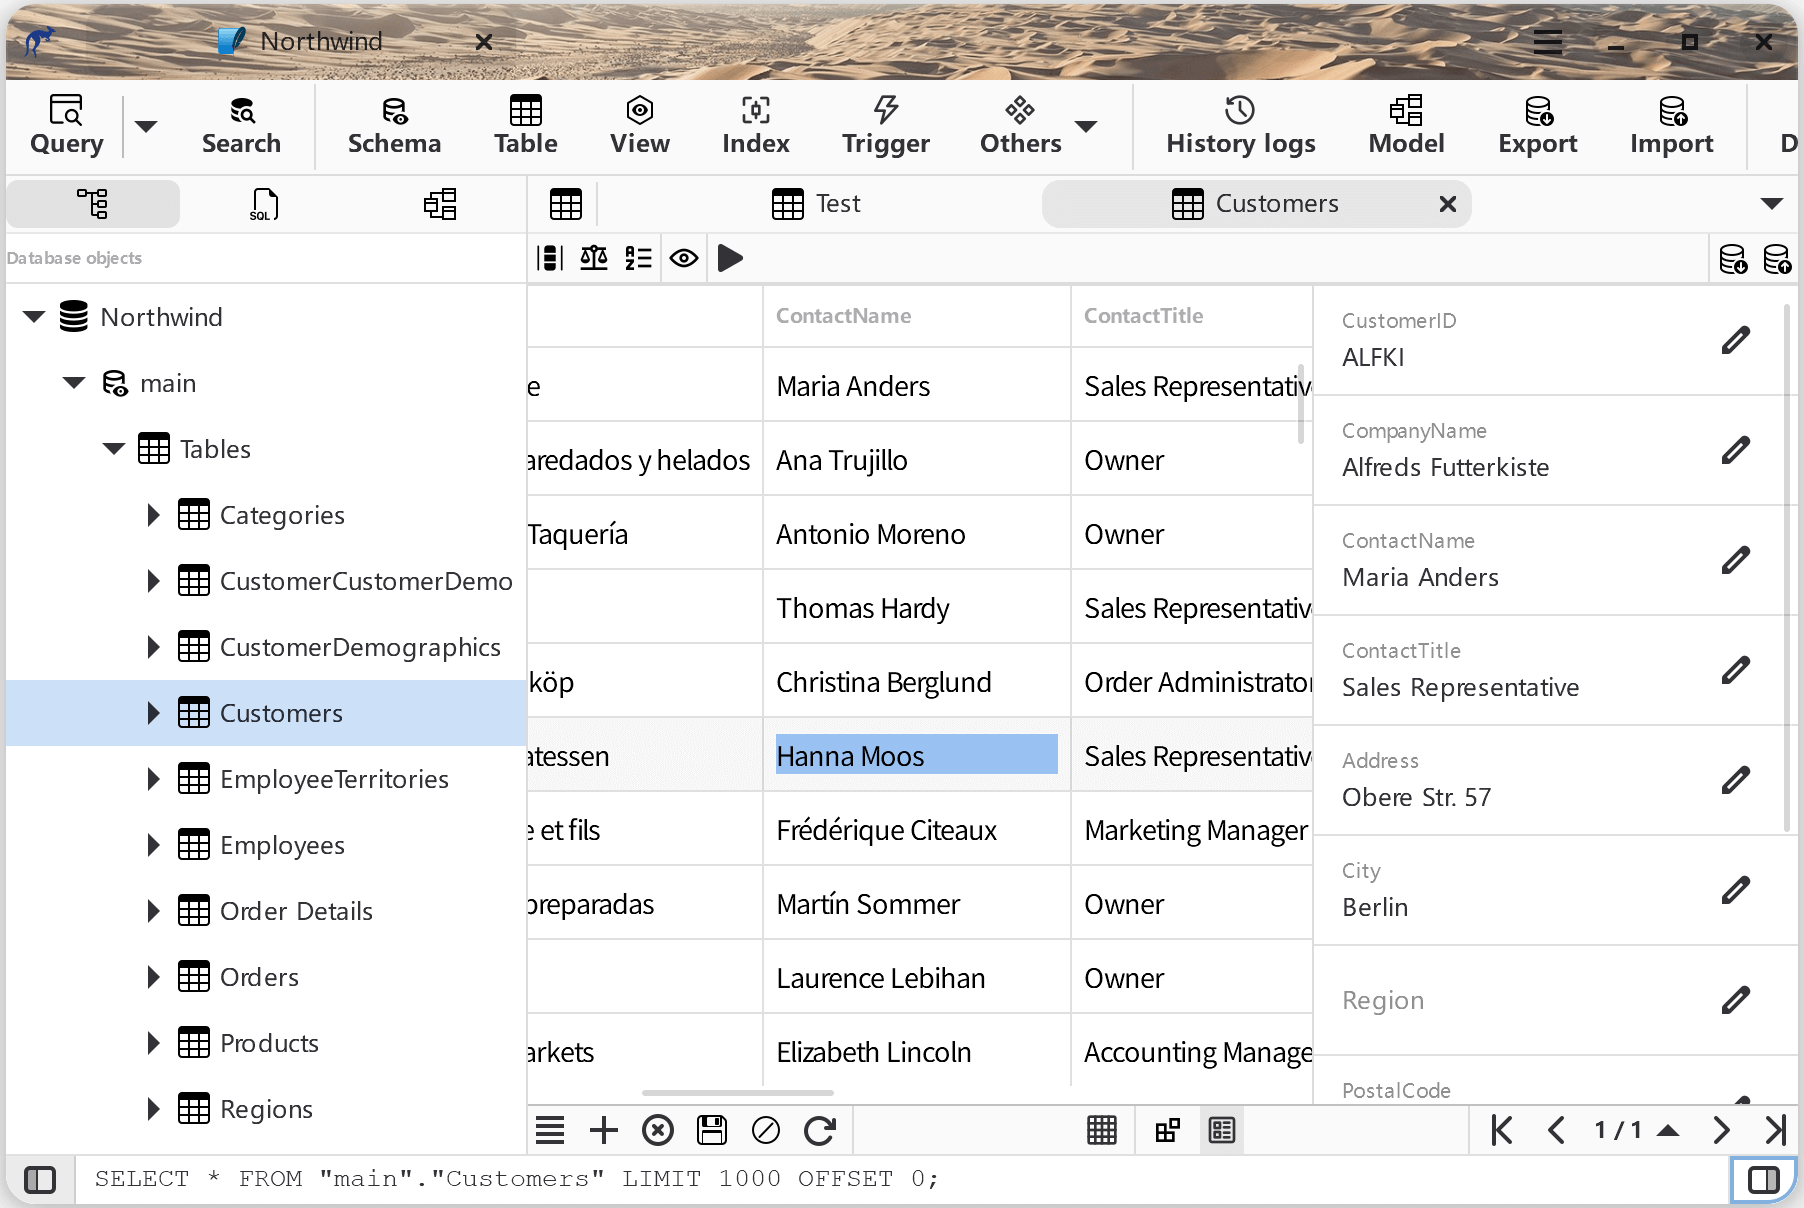 Northwind
Query
Search
Schema
Table
View
Index
Trigger
Others
History logs
Model
Export
Import
D
SQL
Test
Customers
Database objects
Northwind
main
Tables
Categories
CustomerCustomerDemo
CustomerDemographics
Customers
EmployeeTerritories
Employees
Order Details
Orders
Products
Regions
ContactName ContactTitle
e Maria Anders Sales Representativ
aredados y helados Ana Trujillo Owner
Taquería Antonio Moreno Owner
Thomas Hardy Sales Representativ
köp Christina Berglund Order Administrator
atessen Hanna Moos Sales Representativ
e et fils Frédérique Citeaux Marketing Manager
preparadas Martín Sommer Owner
Laurence Lebihan Owner
arkets Elizabeth Lincoln Accounting Manage
CustomerID
ALFKI
CompanyName
Alfreds Futterkiste
ContactName
Maria Anders
ContactTitle
Sales Representative
Address
Obere Str. 57
City
Berlin
Region
PostalCode
1 / 1
SELECT * FROM "main"."Customers" LIMIT 1000 OFFSET 0;